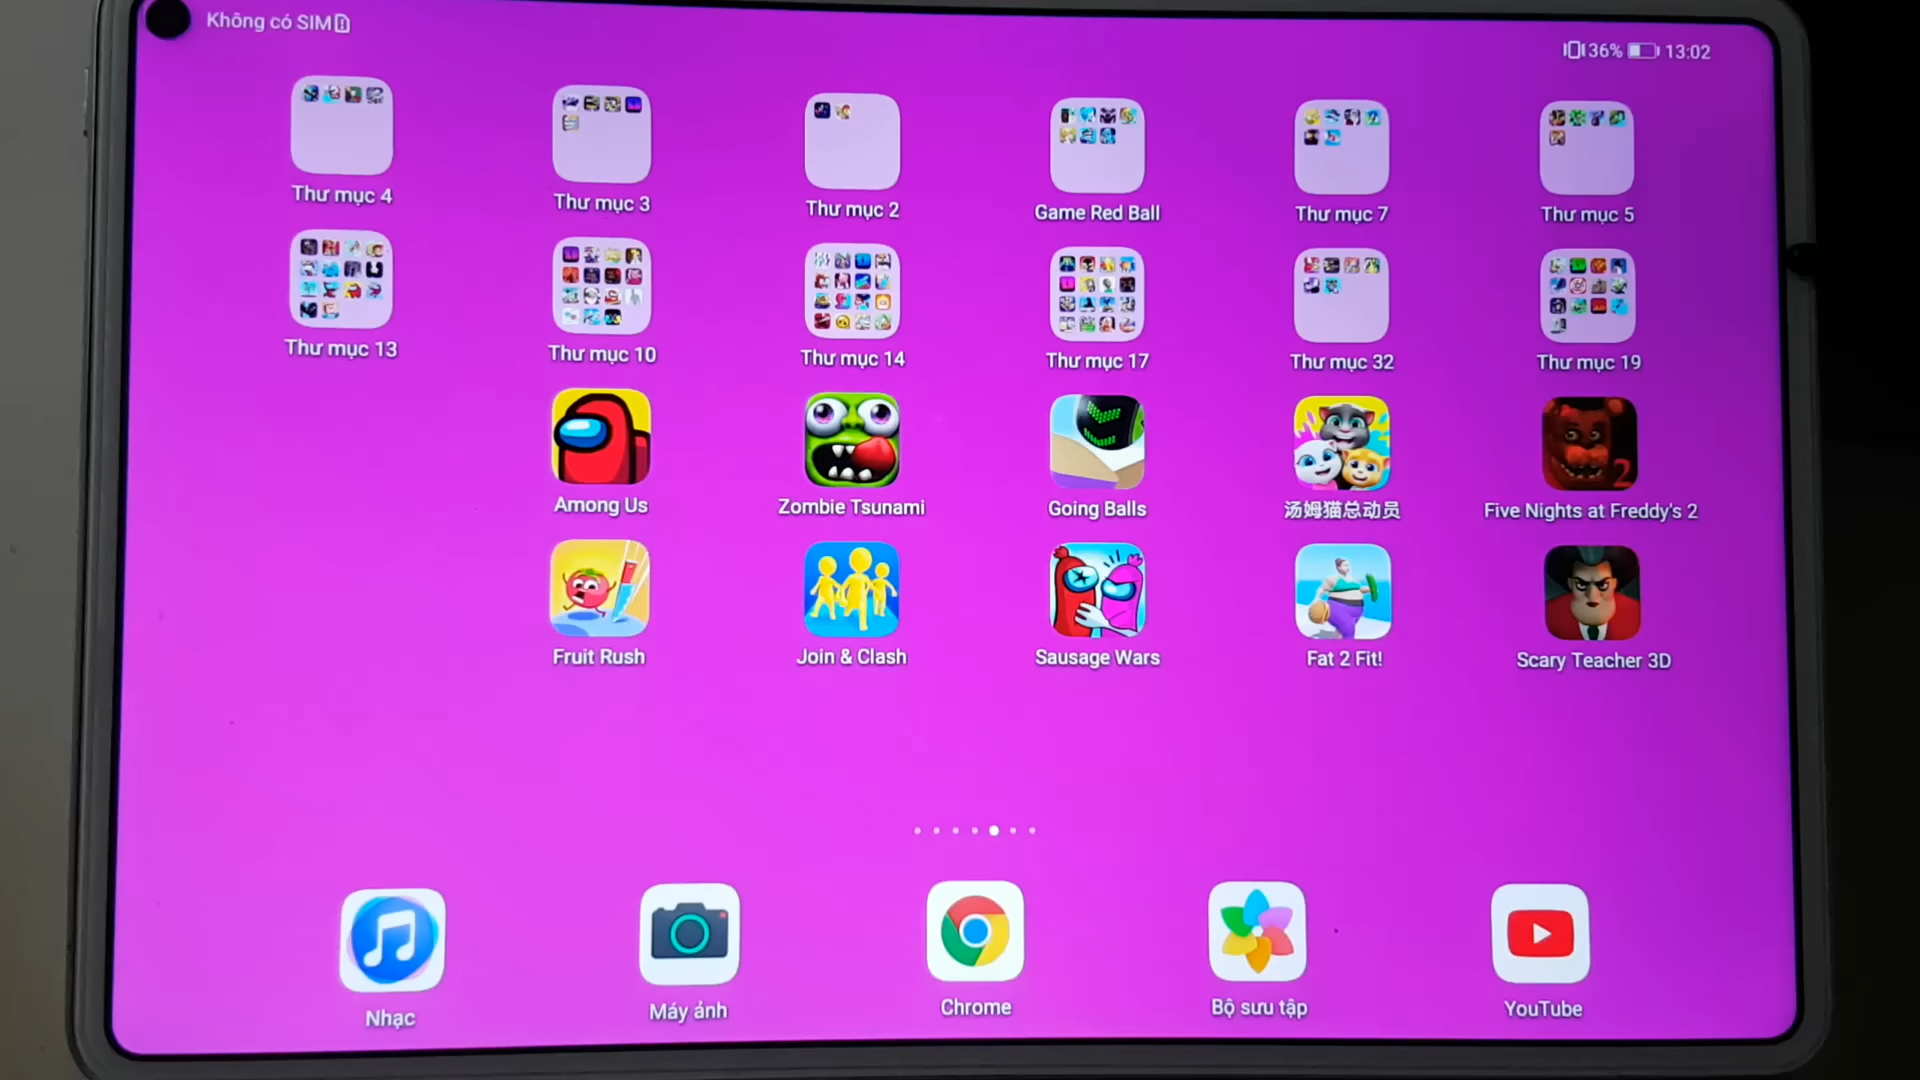 Không có SIM
36% 13:02
Thư mục 4
Thư mục 3
Thư mục 2
Game Red Ball
Thư mục 7
Thư mục 5
Thư mục 13
Thư mục 10
Thư mục 14
Thư mục 17
Thư mục 32
Thư mục 19
Among Us
Zombie Tsunami
Going Balls
汤姆猫总动员
2
Five Nights at Freddy's 2
Fruit Rush
Join & Clash
Sausage Wars
Fat 2 Fit!
Scary Teacher 3D
Nhạc
Máy ảnh
Chrome
Bộ sưu tập
YouTube